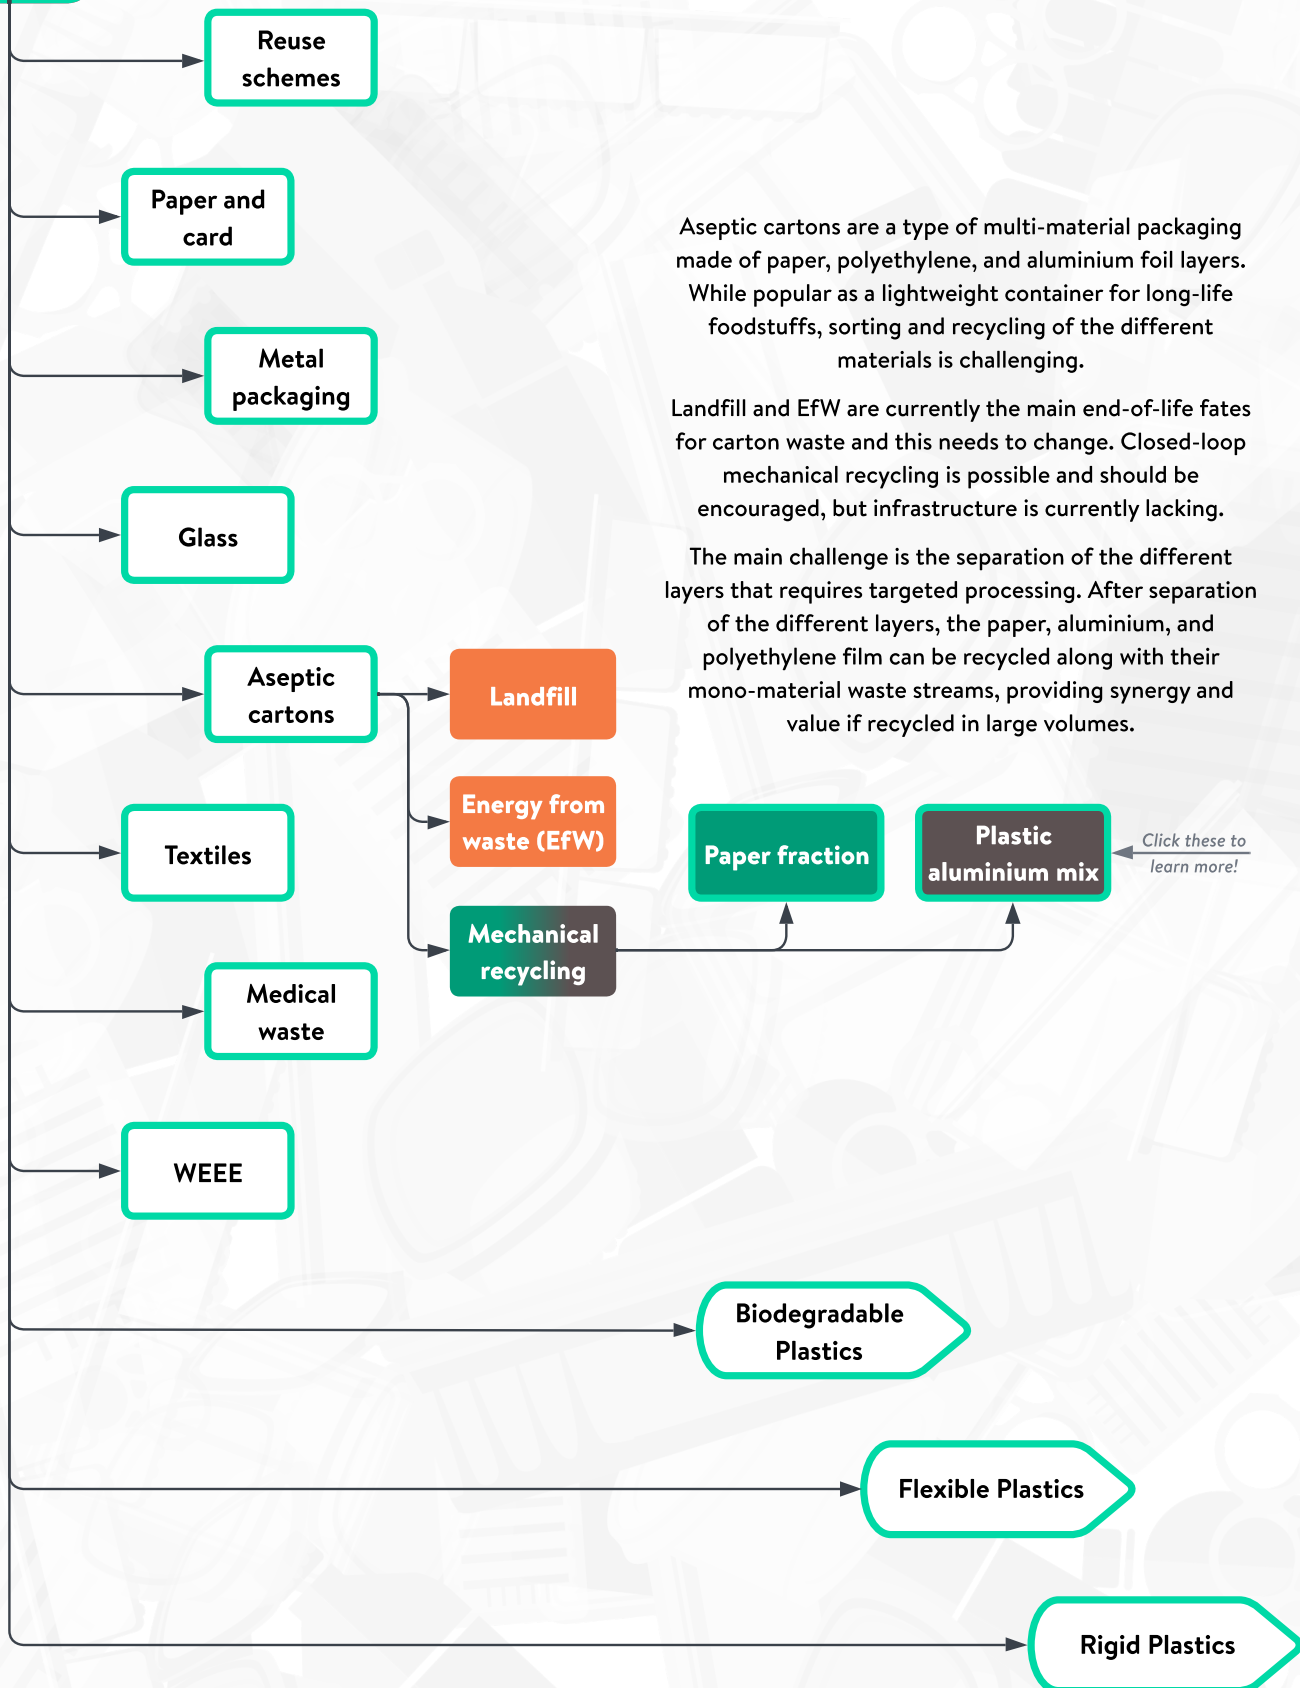 Reuse
schemes
Paper and
card
Metal
packaging
Glass
Aseptic cartons are a type of multi-material packaging
made of paper, polyethylene, and aluminium foil layers.
While popular as a lightweight container for long-life
foodstuffs, sorting and recycling of the different
materials is challenging.
Landfill and EfW are currently the main end-of-life fates
for carton waste and this needs to change. Closed-loop
mechanical recycling is possible and should be
encouraged, but infrastructure is currently lacking.
The main challenge is the separation of the different
layers that requires targeted processing. After separation
of the different layers, the paper, aluminium, and
polyethylene film can be recycled along with their
mono-material waste streams, providing synergy and
value if recycled in large volumes.
Aseptic
cartons
Landfill
Energy from
waste (EfW)
Mechanical
recycling
Paper fraction
Plastic
aluminium mix
Click these to
learn more!
Textiles
Medical
waste
WEEE
Biodegradable
Plastics
Flexible Plastics
Rigid Plastics